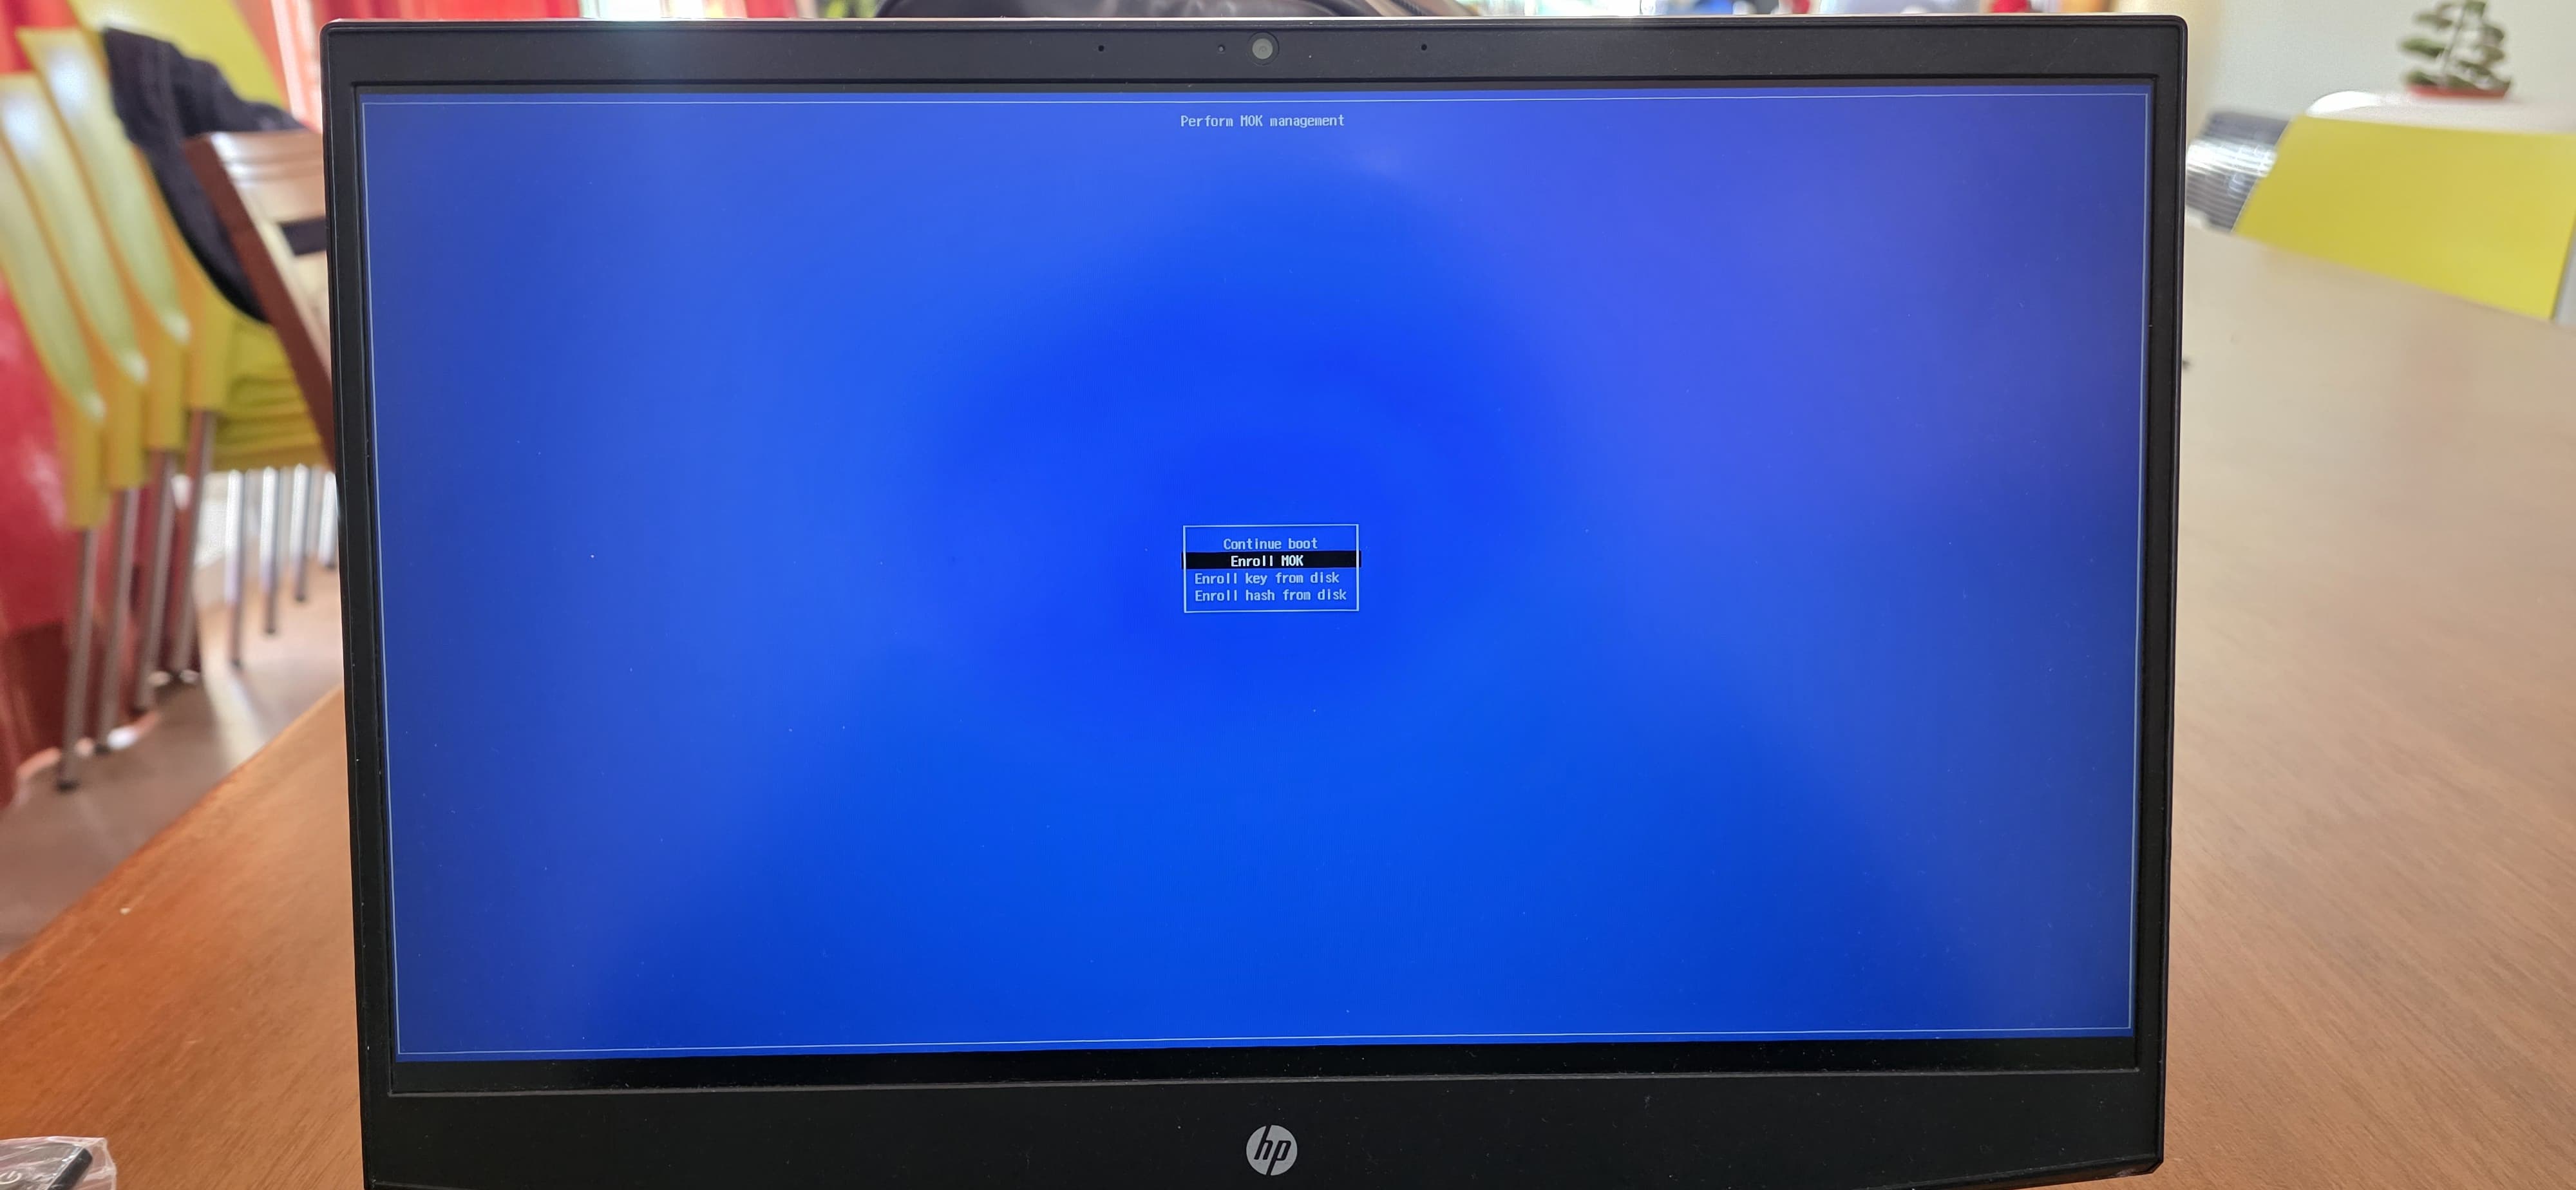 Perform MOK management
Continue boot
Enroll MOK
Enroll key from disk
Enroll hash from disk
hp